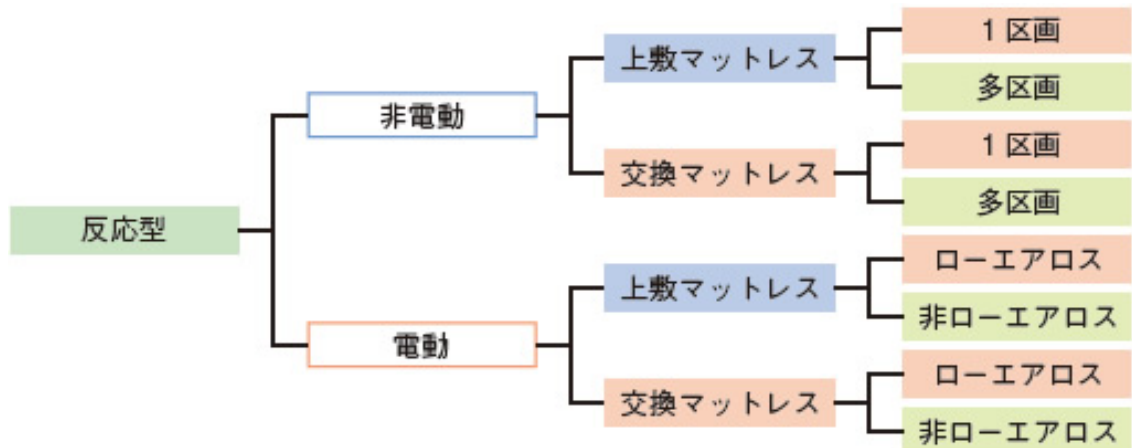 反応型
非電動
上敷マットレス
1区画
多区画
交換マットレス
1区画
多区画
電動
上敷マットレス
ローエアロス
非ローエアロス
交換マットレス
ローエアロス
非ローエアロス